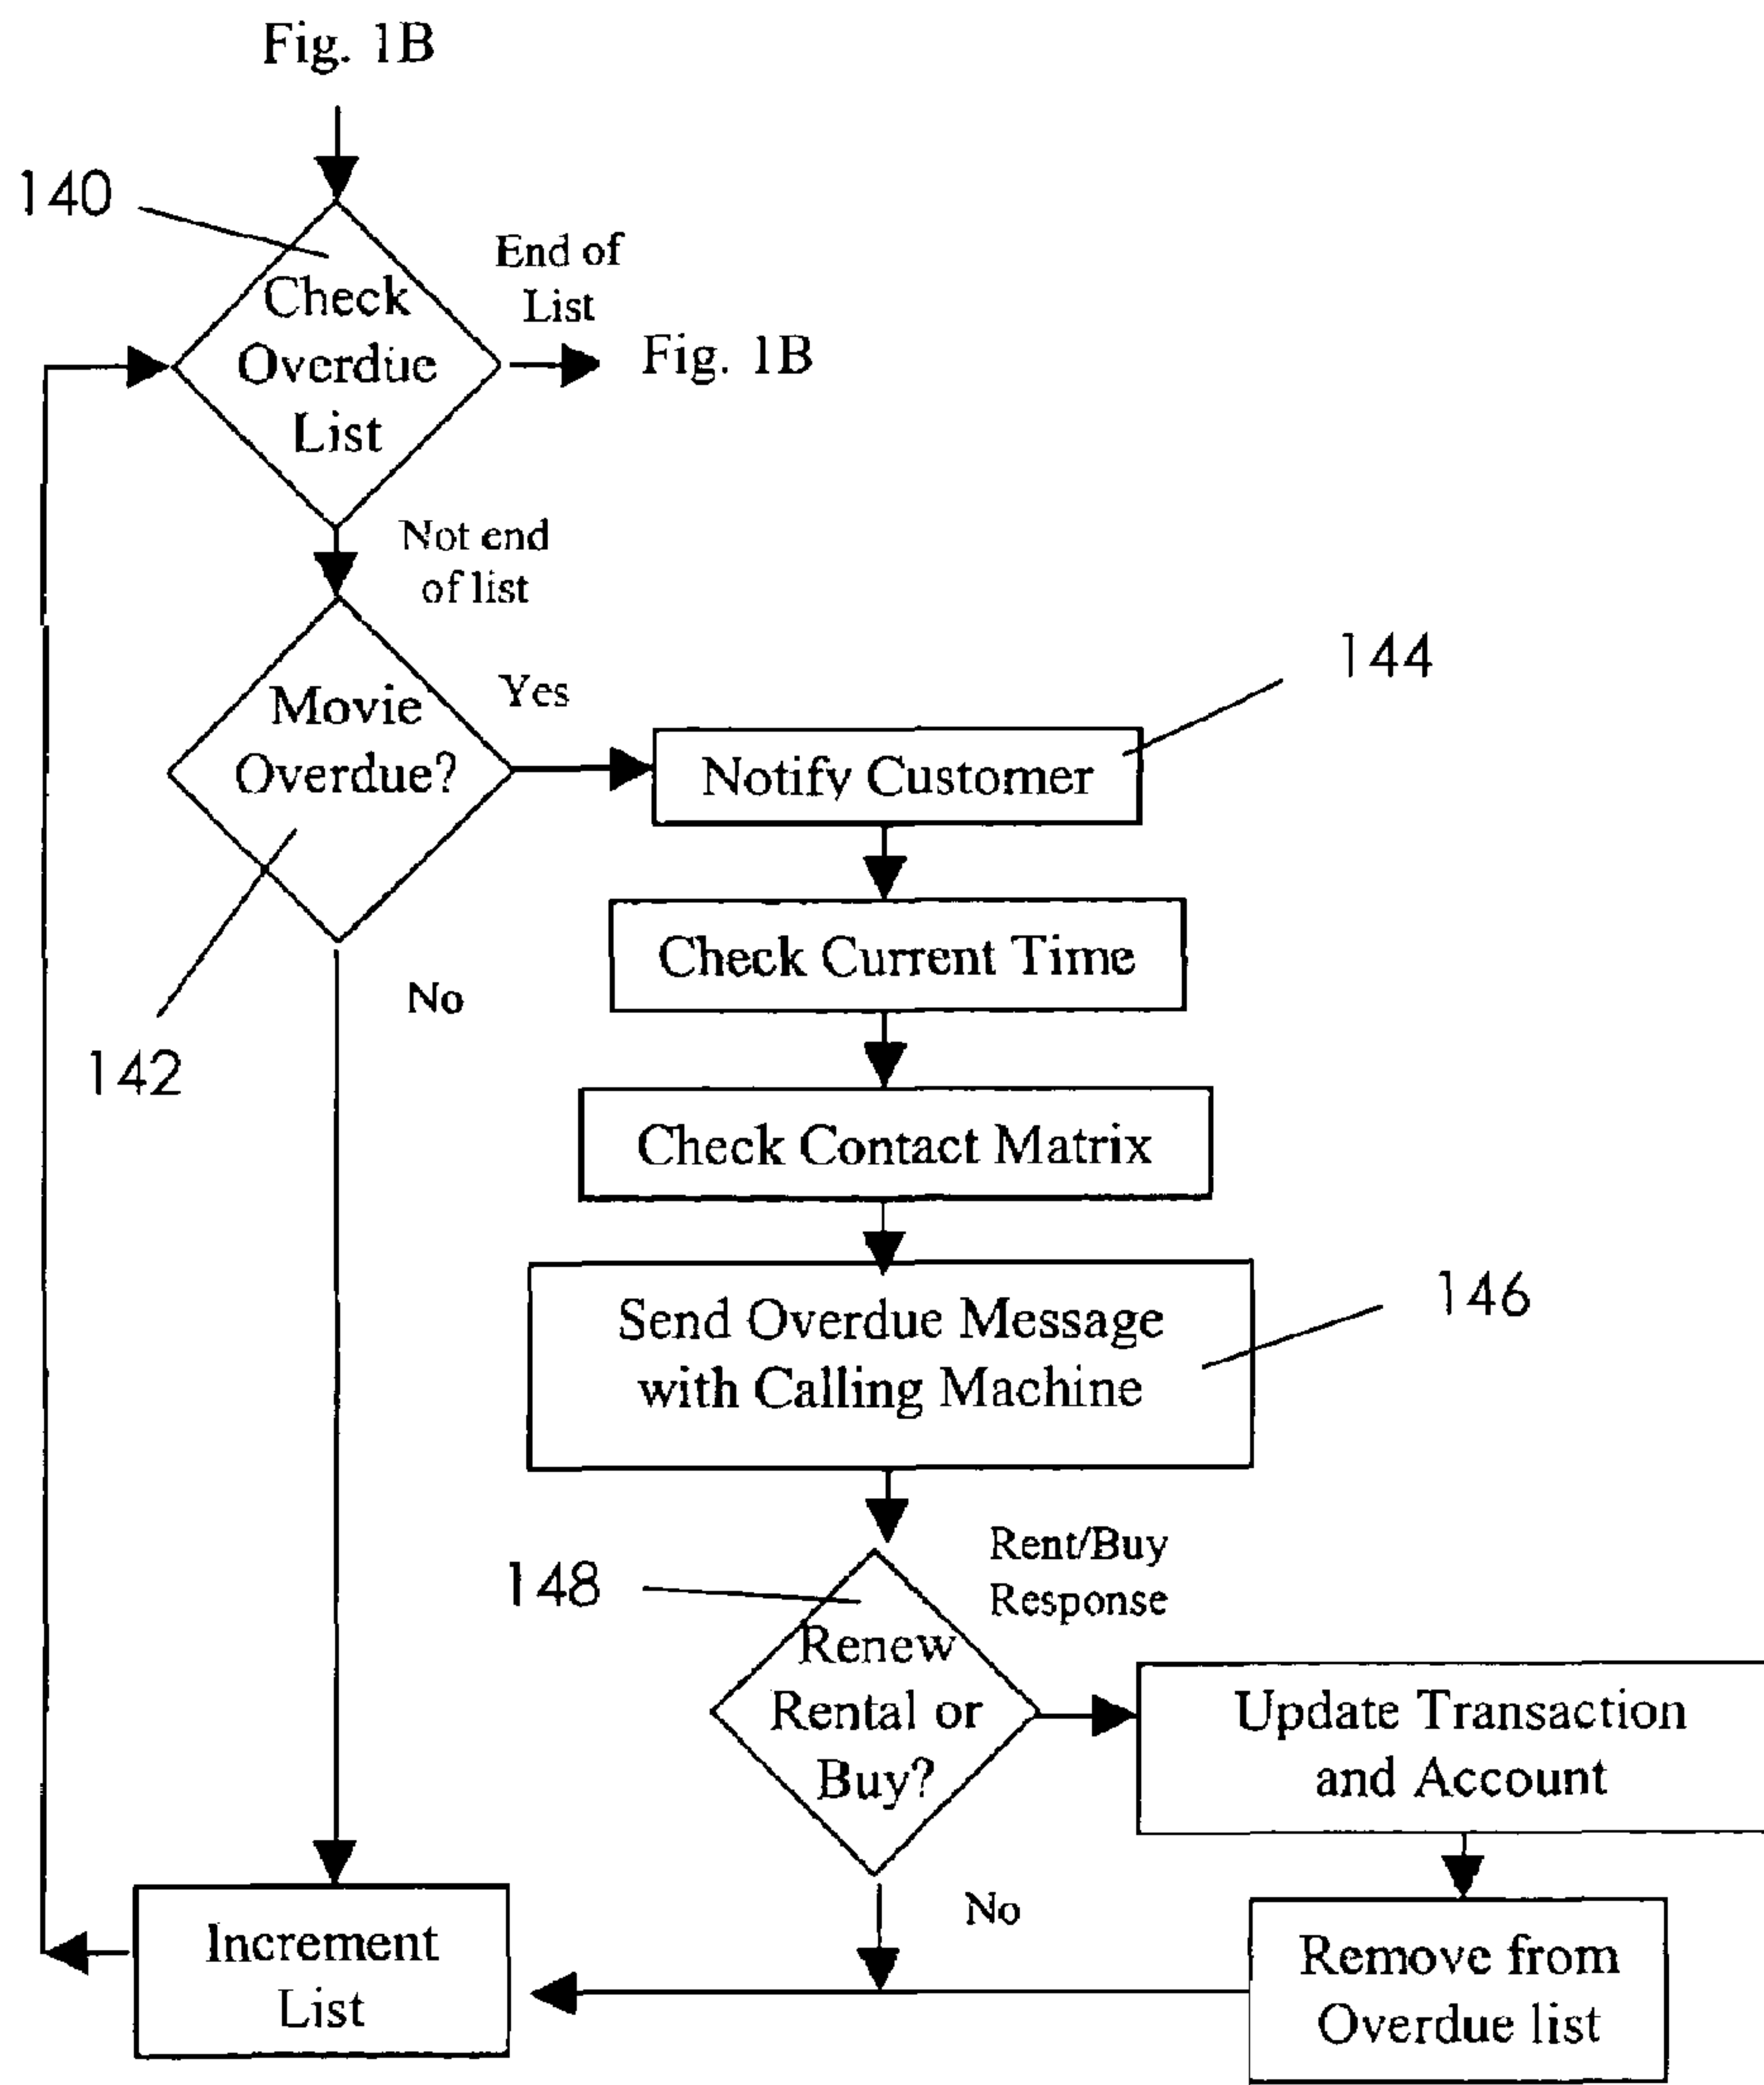 Fig. 1B
140
End of
List
Check
Overdue
List
Fig. 1B
Not end
of list
144
Movie
Overdue?
Yes
Notify Customer
Check Current Time
No
142
Check Contact Matrix
Send Overdue Message
with Calling Machine
146
148
Rent/Buy
Response
Renew
Rental or
Buy?
Update Transaction
and Account
No
Increment
List
Remove from
Overdue list